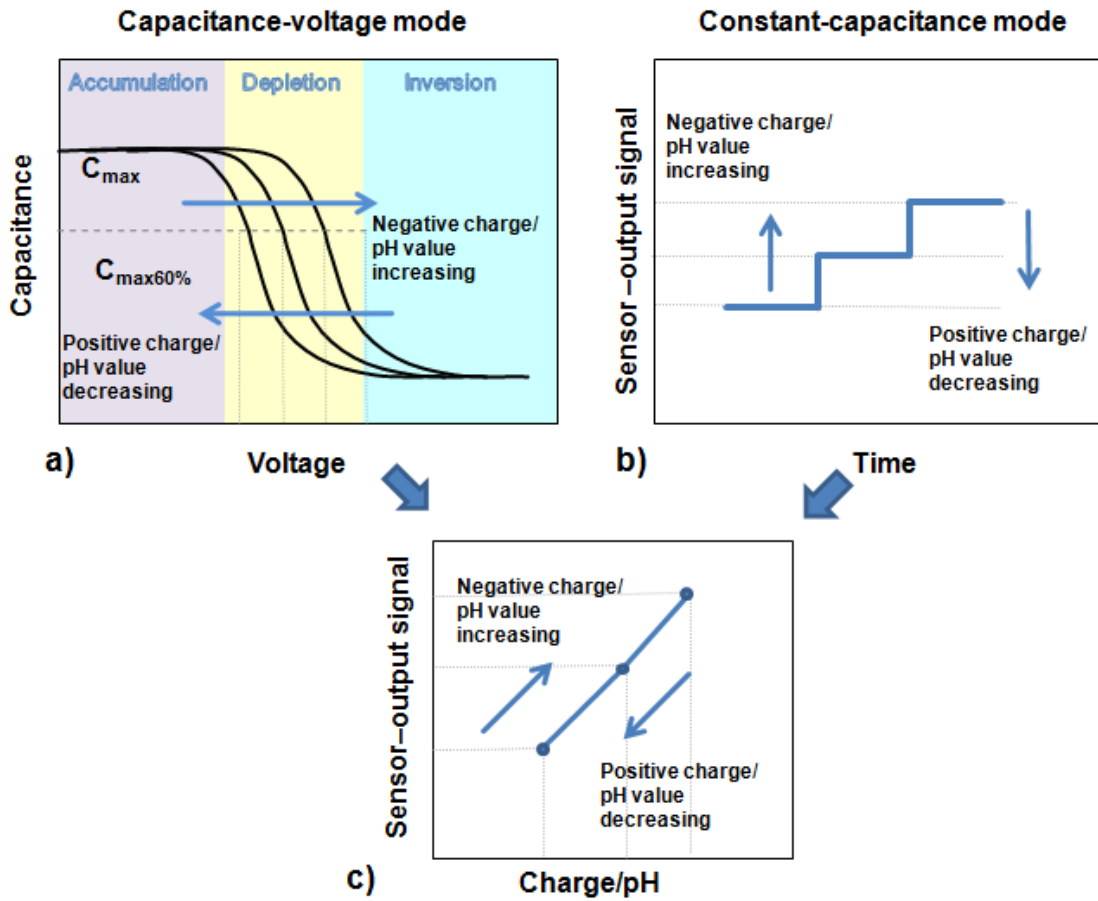 Capacitance-voltage mode
Accumulation
Depletion
Inversion
Capacitance
Cmax
Negative charge/
pH value
increasing
Cmax60%
Positive charge/
pH value
decreasing
a)
Voltage
Constant-capacitance mode
Sensor –output signal
Negative charge/
pH value
increasing
Positive charge/
pH value
decreasing
b)
Time
Sensor–output signal
Negative charge/
pH value
increasing
Positive charge/
pH value
decreasing
c)
Charge/pH